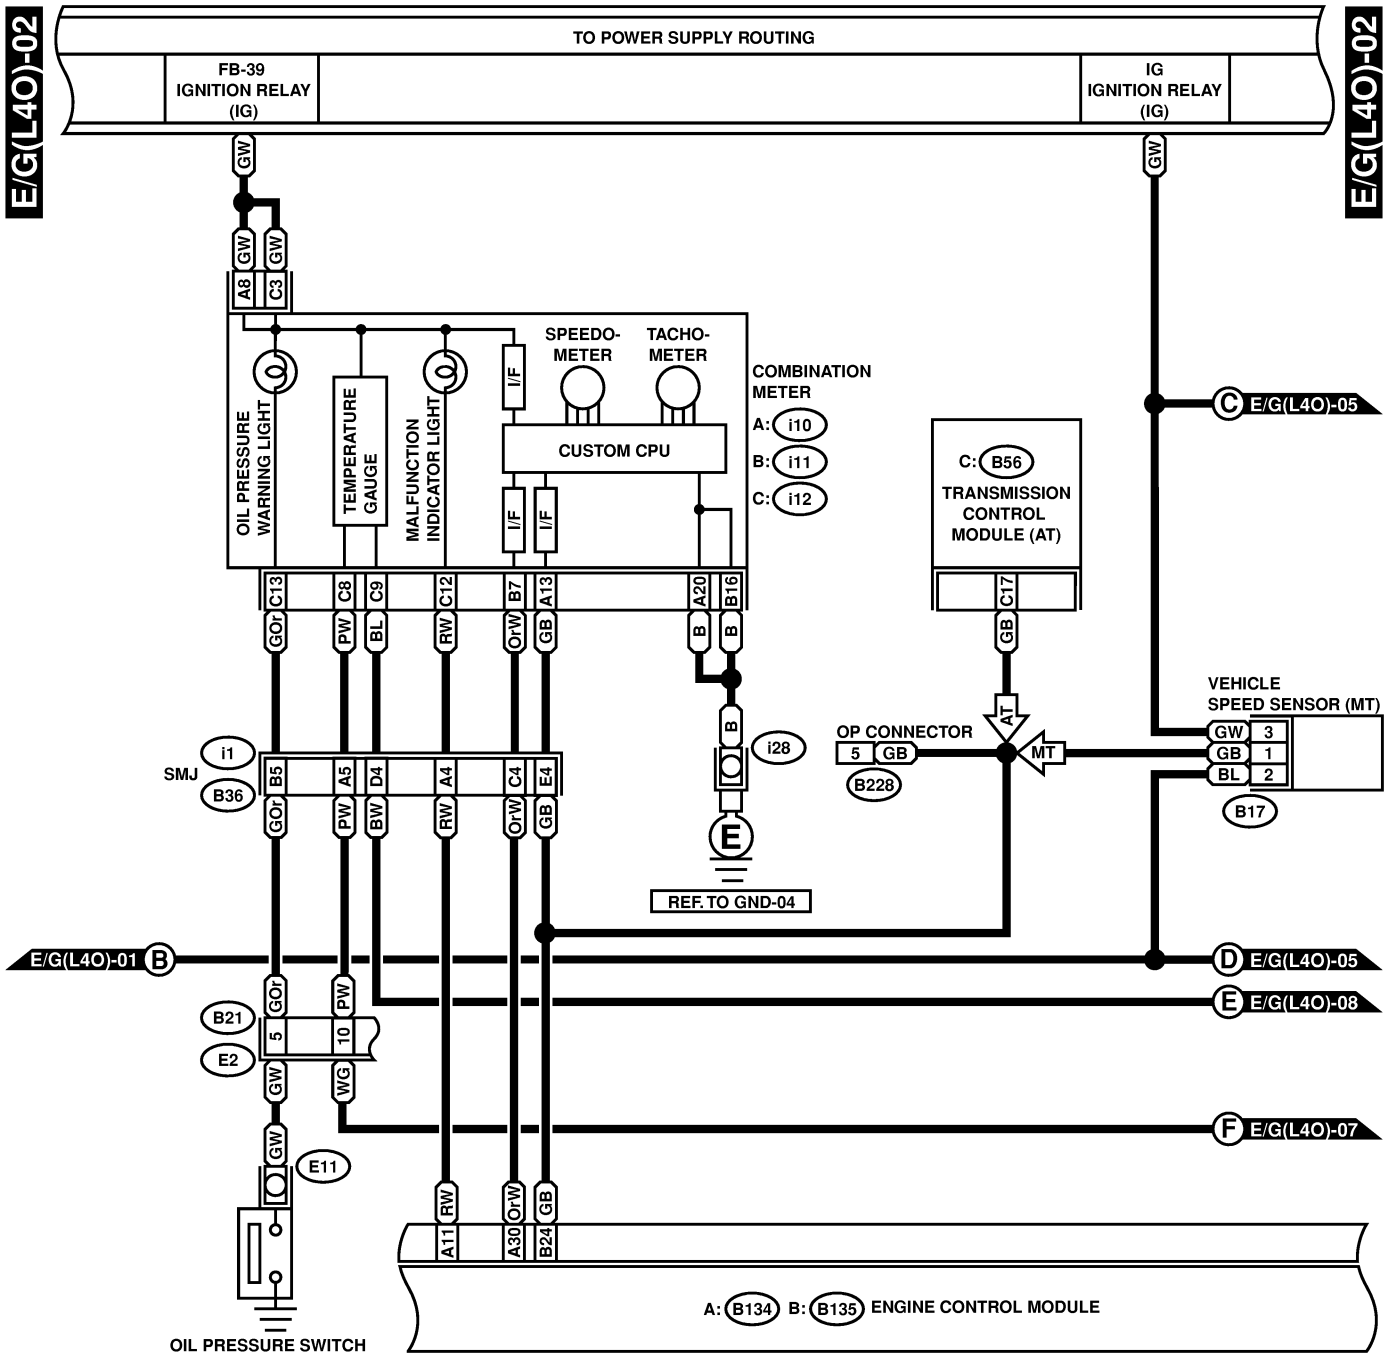 E/G(L4O)-02
E/G(L4O)-02
TO POWER SUPPLY ROUTING
FB-39
IGNITION RELAY
(IG)
IG
IGNITION RELAY
(IG)
GW
GW
GW
GW
A8
C3
OIL PRESSURE
WARNING LIGHT
TEMPERATURE
GAUGE
MALFUNCTION
INDICATOR LIGHT
I/F
SPEEDO-
METER
TACHO-
METER
CUSTOM CPU
I/F
I/F
COMBINATION
METER
A: i10
B: i11
C: i12
C: B56
TRANSMISSION
CONTROL
MODULE (AT)
C E/G(L4O)-05
C13
C8
C9
C12
B7
A13
A20
B16
C17
GOr
PW
BL
RW
OrW
GB
B
B
GB
AT
MT
B
i28
E
REF. TO GND-04
OP CONNECTOR
5
GB
B228
VEHICLE
SPEED SENSOR (MT)
GW 3
GB 1
BL 2
B17
SMJ
i1
B36
B5
A5
D4
A4
C4
E4
GOr
PW
BW
RW
OrW
GB
E/G(L4O)-01 B
D E/G(L4O)-05
E E/G(L4O)-08
GOr
PW
B21
E2
5
10
GW
WG
F E/G(L4O)-07
GW
E11
OIL PRESSURE SWITCH
RW
OrW
GB
A11
A30
B24
A: B134 B: B135 ENGINE CONTROL MODULE